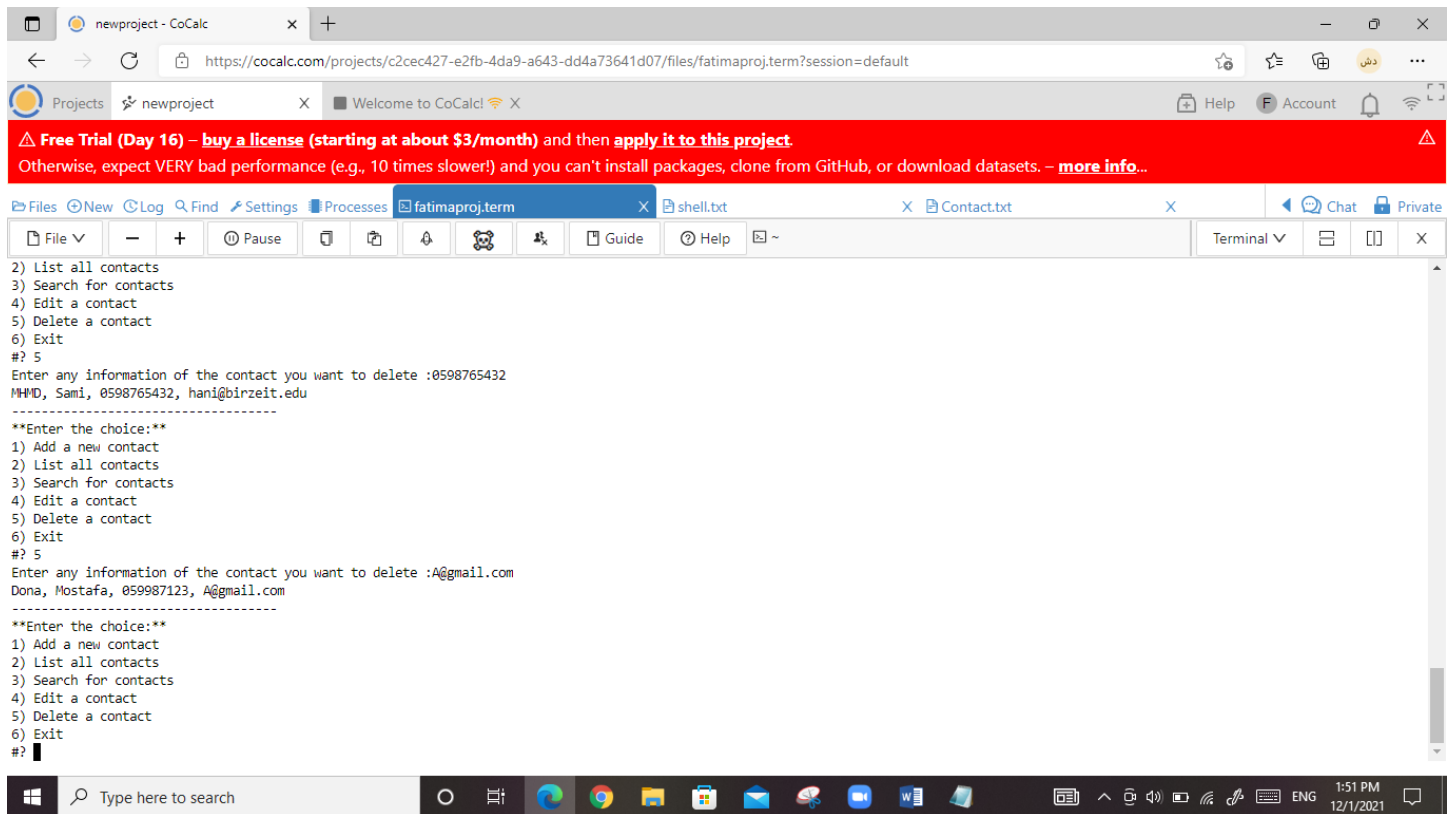 newproject - CoCalc
https://cocalc.com/projects/c2cec427-e2fb-4da9-a643-dd4a73641d07/files/fatimaproj.term?session=default
دش
Projects newproject X Welcome to CoCalc! X Help F Account
Free Trial (Day 16) – buy a license (starting at about $3/month) and then apply it to this project.
Otherwise, expect VERY bad performance (e.g., 10 times slower!) and you can't install packages, clone from GitHub, or download datasets. – more info...
Files New Log Find Settings Processes fatimaproj.term X shell.txt X Contact.txt X Chat Private
File Pause Guide Help ~ Terminal X
2) List all contacts
3) Search for contacts
4) Edit a contact
5) Delete a contact
6) Exit
#? 5
Enter any information of the contact you want to delete :0598765432
MHMD, Sami, 0598765432, hani@birzeit.edu
------------------------------------
**Enter the choice:**
1) Add a new contact
2) List all contacts
3) Search for contacts
4) Edit a contact
5) Delete a contact
6) Exit
#? 5
Enter any information of the contact you want to delete :A@gmail.com
Dona, Mostafa, 059987123, A@gmail.com
------------------------------------
**Enter the choice:**
1) Add a new contact
2) List all contacts
3) Search for contacts
4) Edit a contact
5) Delete a contact
6) Exit
#?
Type here to search
ENG
1:51 PM
12/1/2021